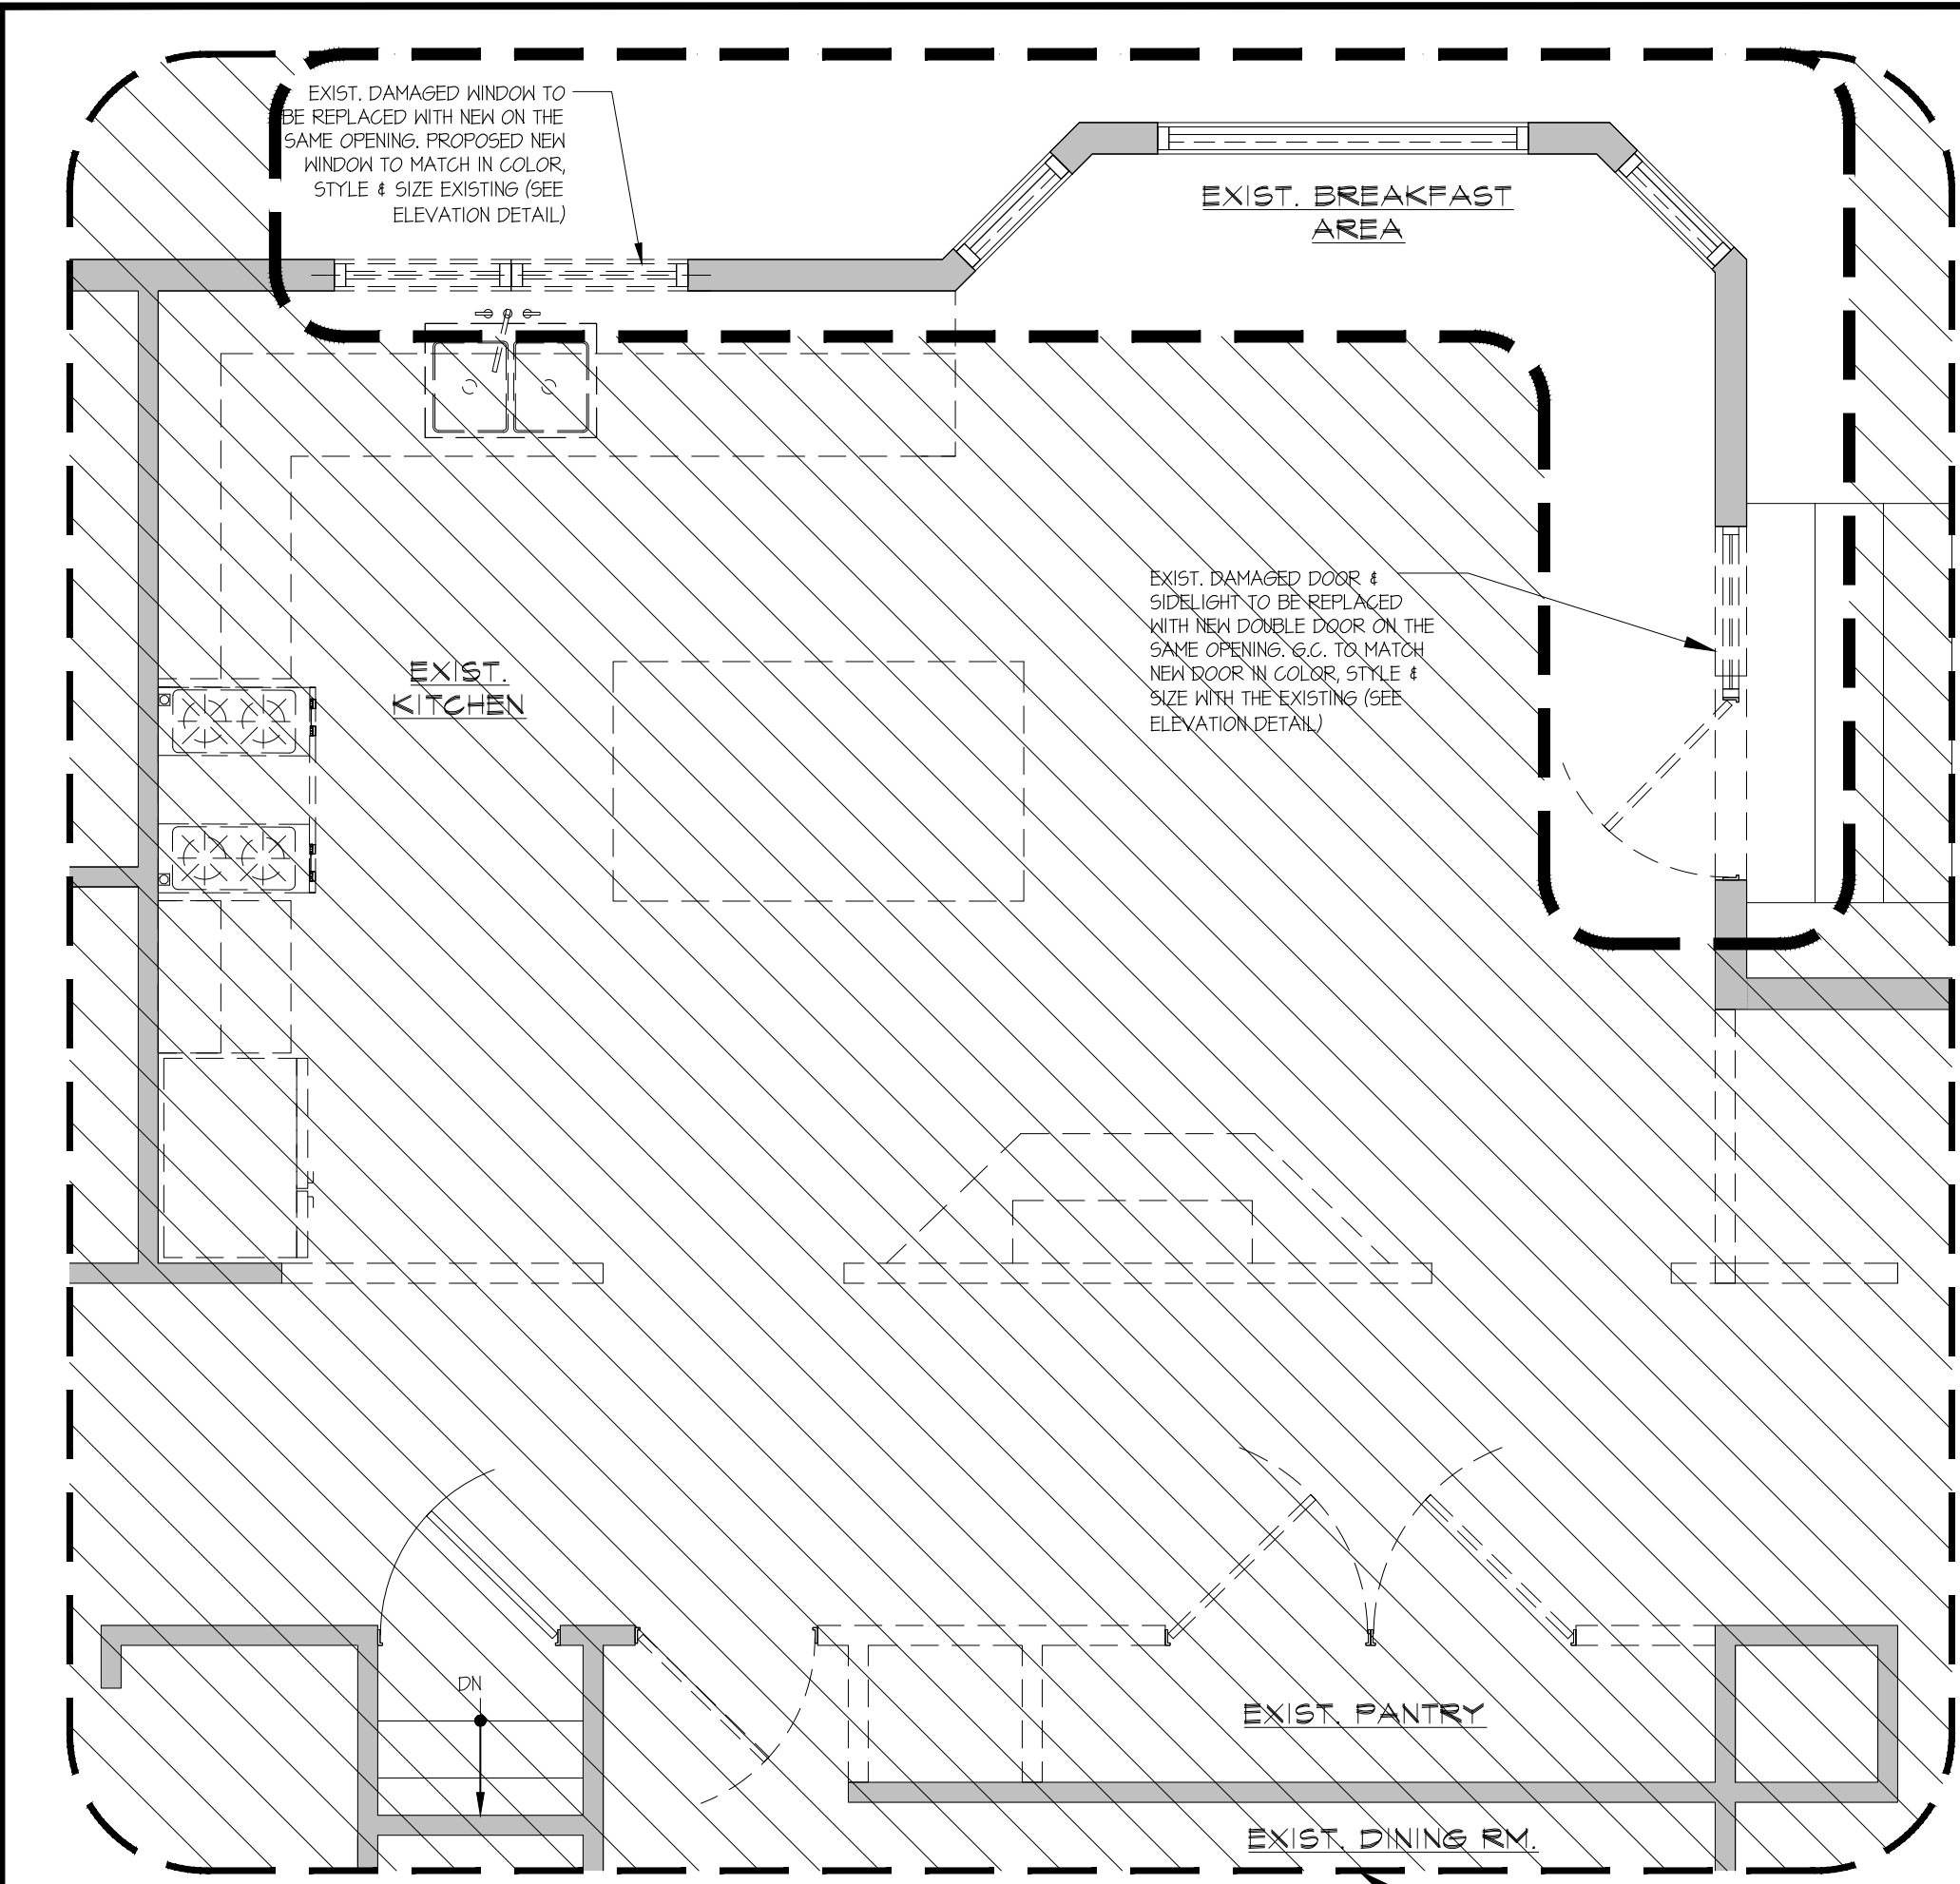 EXIST. DAMAGED WINDOW TO
BE REPLACED WITH NEW ON THE
SAME OPENING. PROPOSED NEW
WINDOW TO MATCH IN COLOR,
STYLE & SIZE EXISTING (SEE
ELEVATION DETAIL)
EXIST. BREAKFAST
AREA
EXIST. DAMAGED DOOR &
SIDELIGHT TO BE REPLACED
WITH NEW DOUBLE DOOR ON THE
SAME OPENING. G.C. TO MATCH
NEW DOOR IN COLOR, STYLE &
SIZE WITH THE EXISTING (SEE
ELEVATION DETAIL)
EXIST.
KITCHEN
DN
EXIST. PANTRY
EXIST. DINING RM.